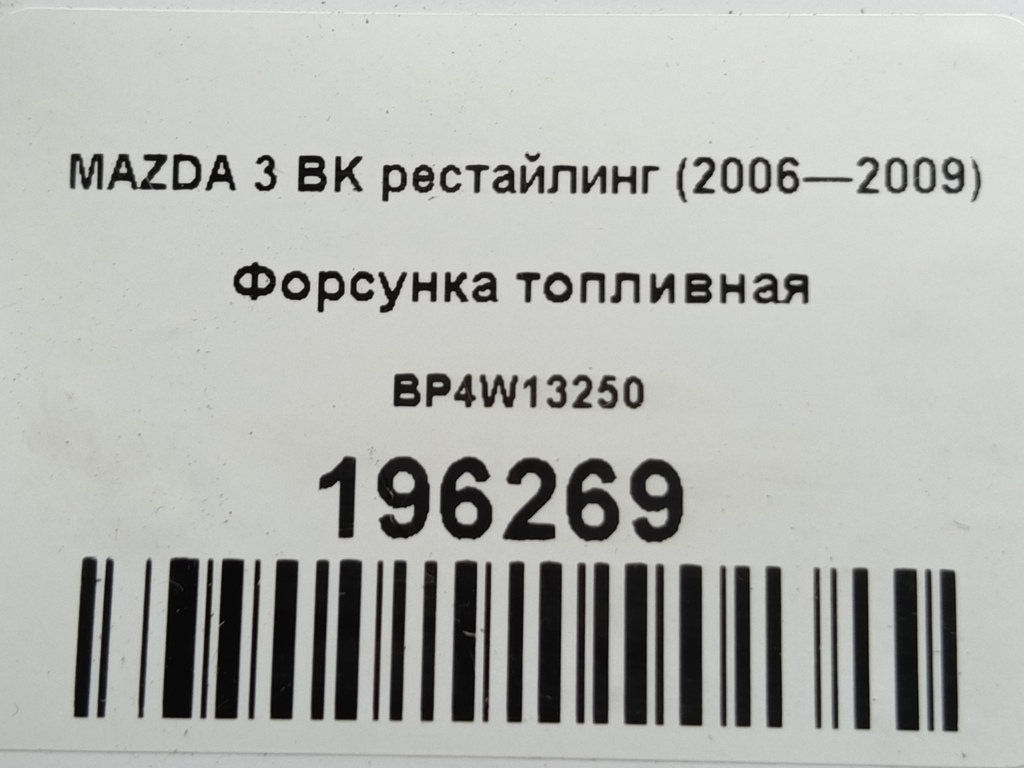 MAZDA 3 BK рестайлинг (2006—2009)
Форсунка топливная
BP4W13250
196269